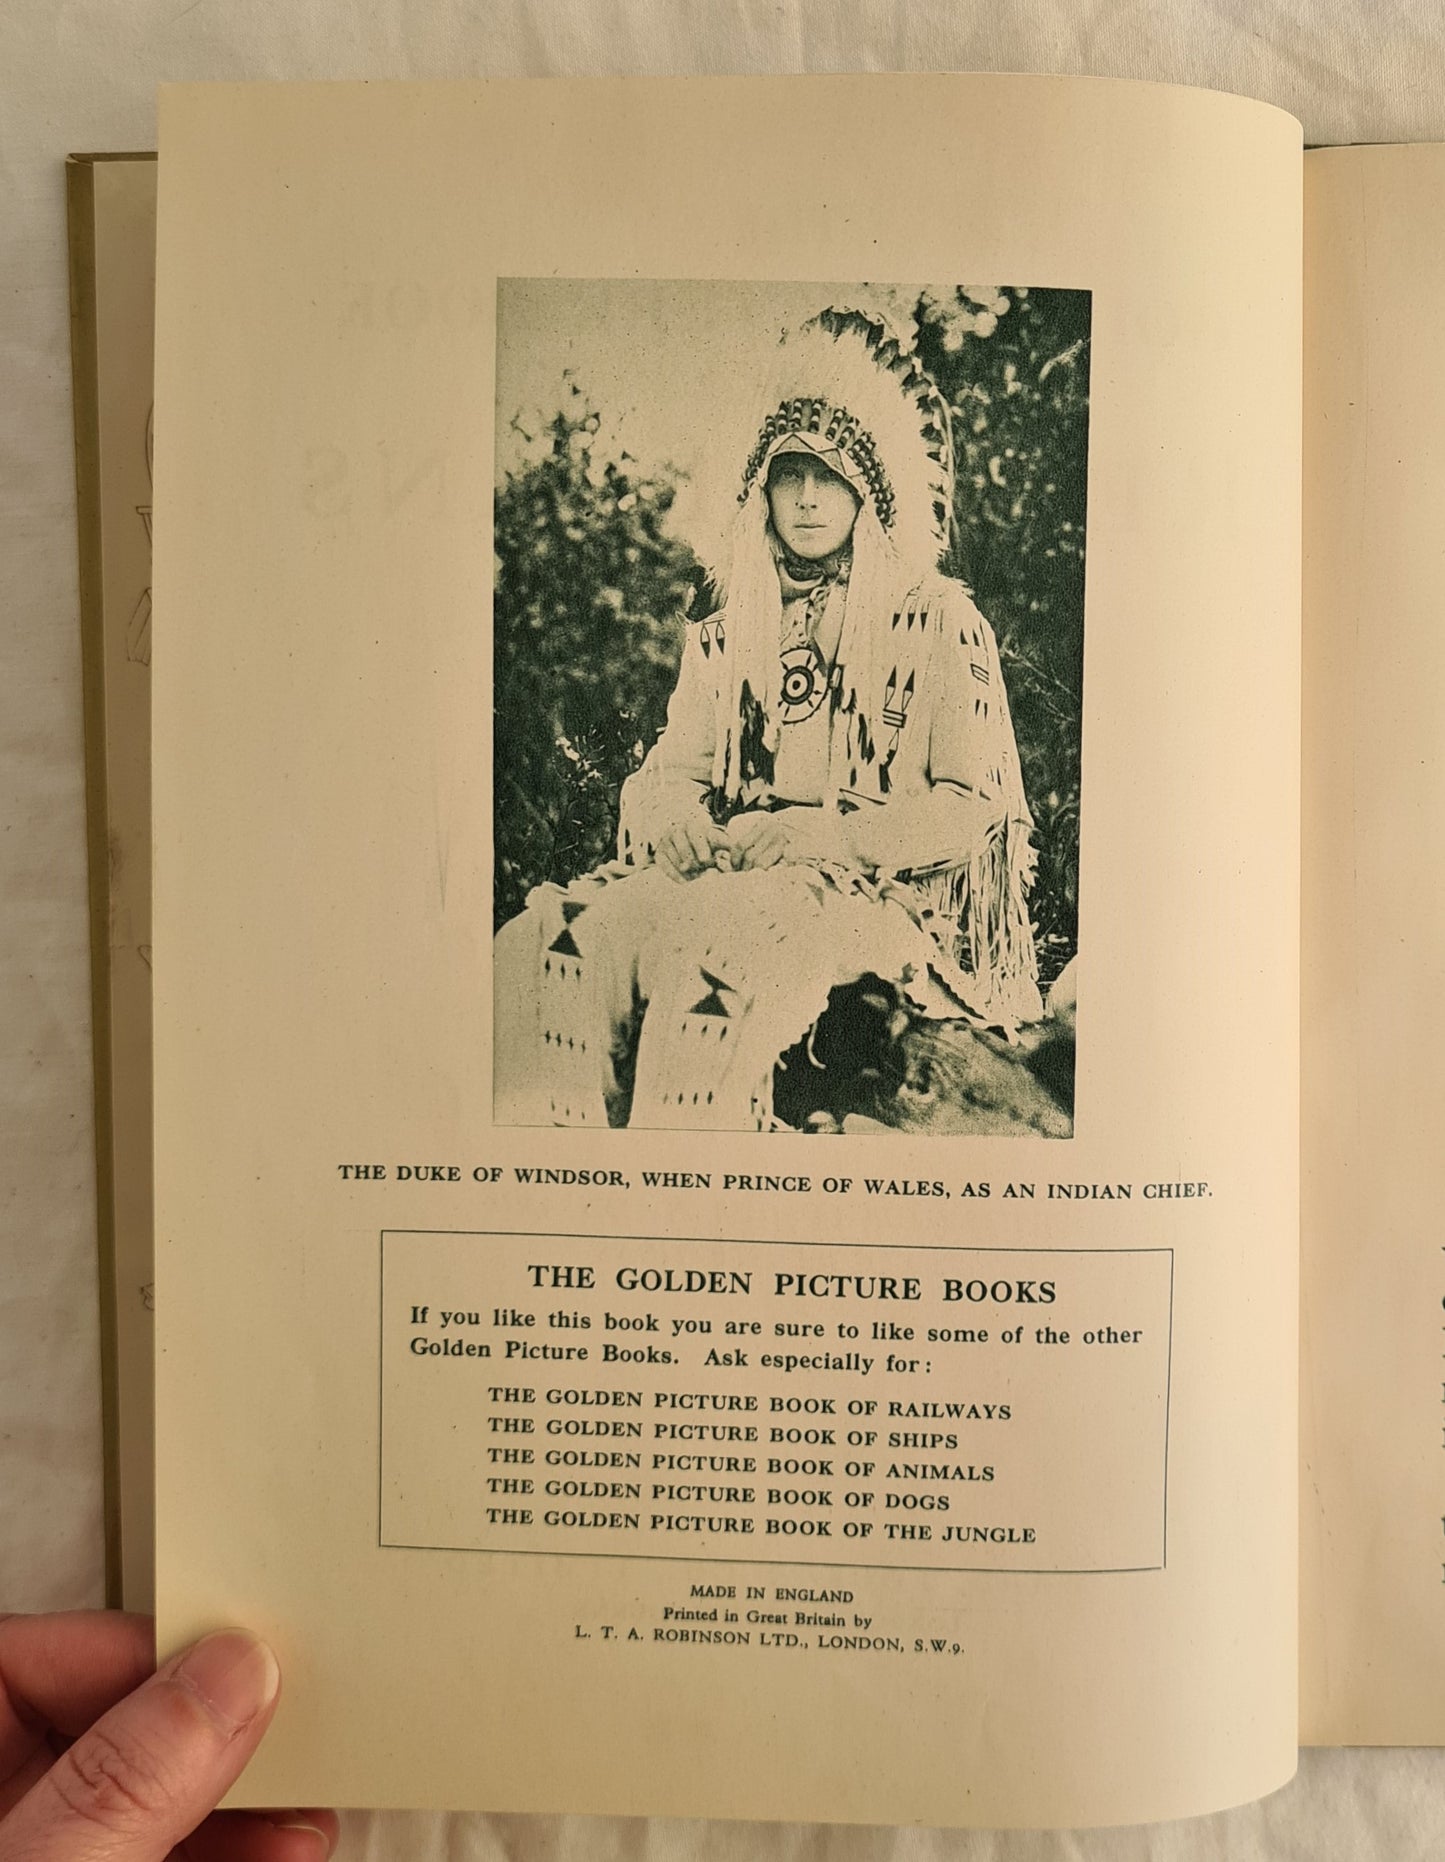 THE DUKE OF WINDSOR, WHEN PRINCE OF WALES, AS AN INDIAN CHIEF.
THE GOLDEN PICTURE BOOKS
If you like this book you are sure to like some of the other
Golden Picture Books. Ask especially for:
THE GOLDEN PICTURE BOOK OF RAILWAYS
THE GOLDEN PICTURE BOOK OF SHIPS
THE GOLDEN PICTURE BOOK OF ANIMALS
THE GOLDEN PICTURE BOOK OF DOGS
THE GOLDEN PICTURE BOOK OF THE JUNGLE
MADE IN ENGLAND
Printed in Great Britain by
L. T. A. ROBINSON LTD., LONDON, S.W.9.